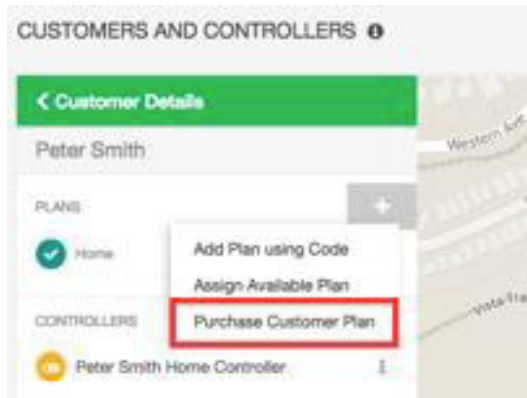 CUSTOMERS AND CONTROLLERS
Customer Details
Peter Smith
PLANS
Home
Add Plan using Code
Assign Available Plan
Purchase Customer Plan
CONTROLLERS
Peter Smith Home Controller
Western